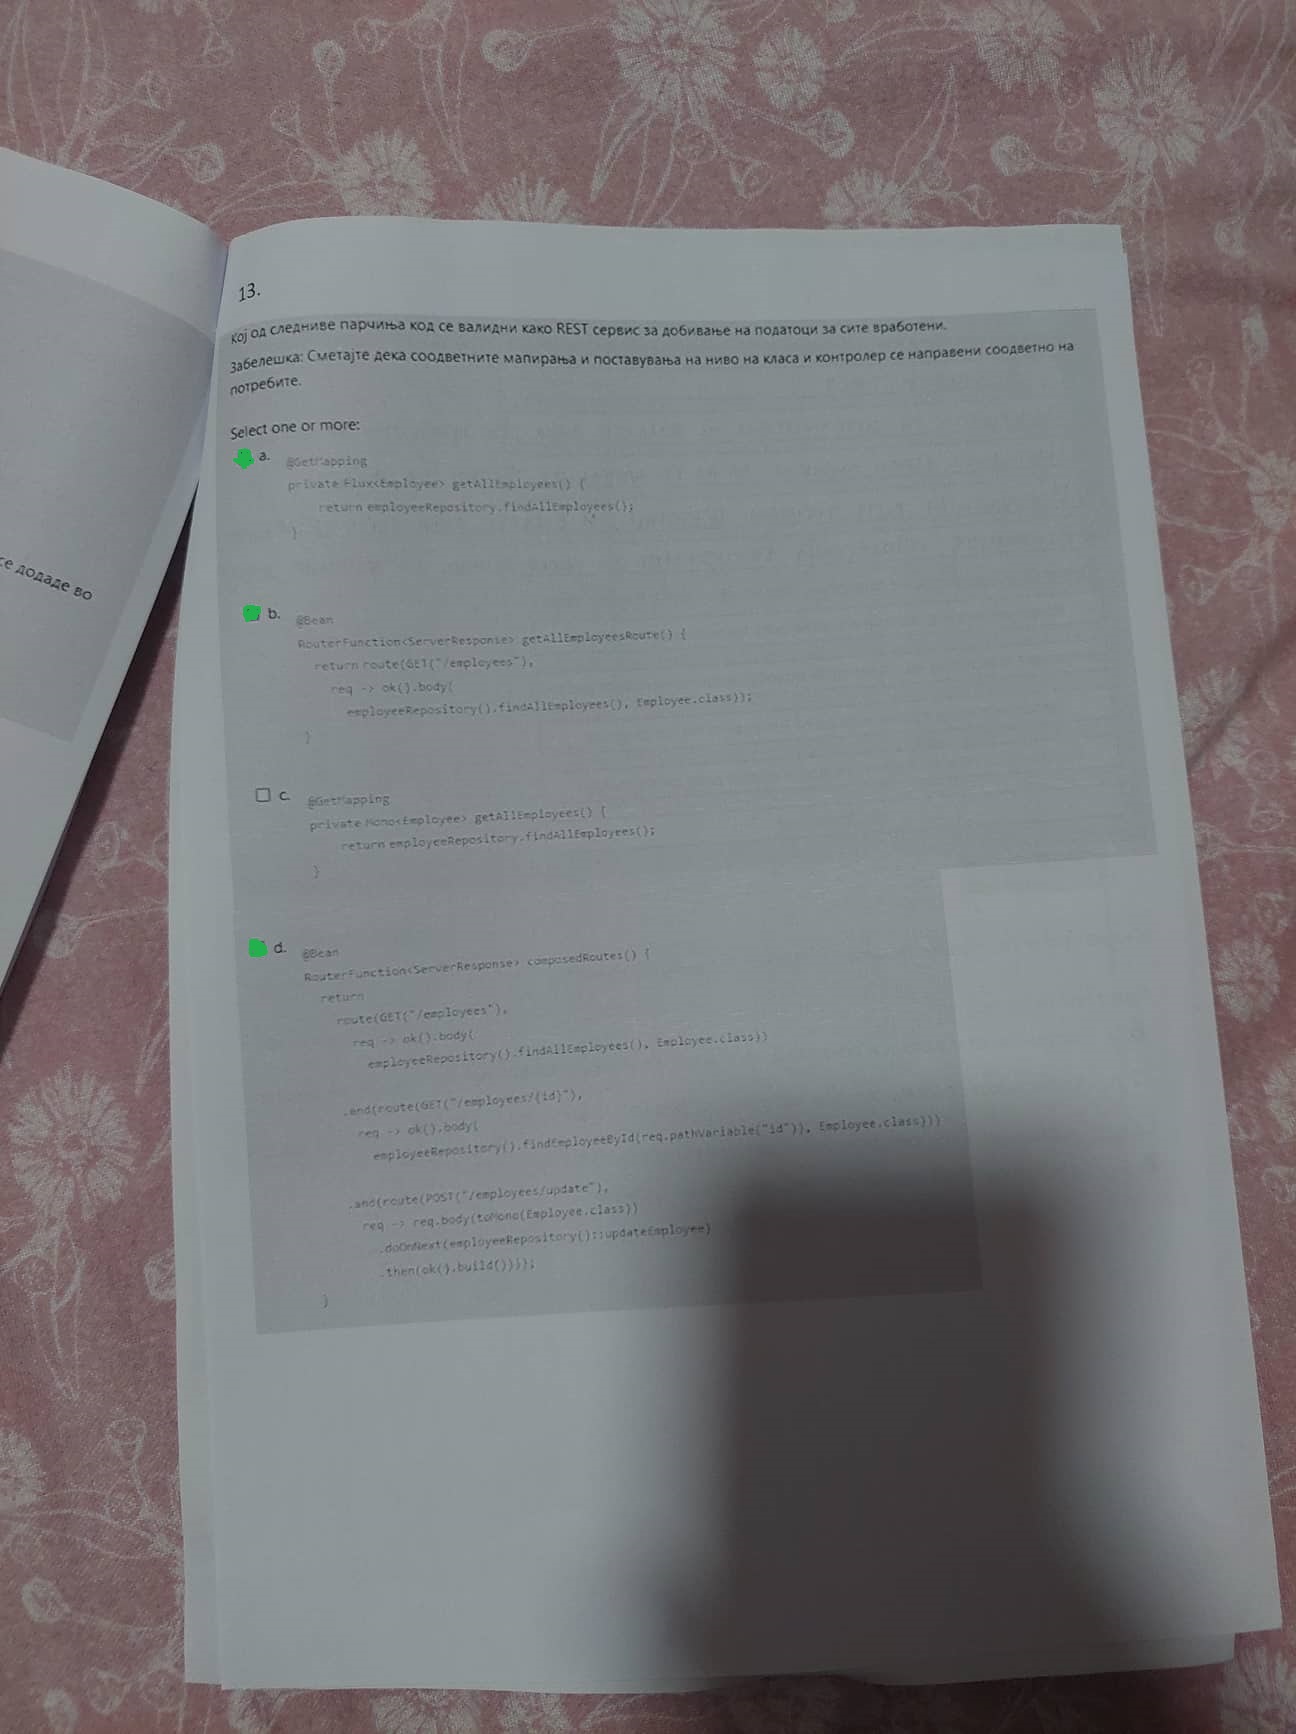 се додаде во
13.
Кој од следниве парчиња код се валидни како REST сервис за добивање на податоци за сите вработени.
Забелешка: Сметајте дека соодветните мапирања и поставувања на ниво на класа и контролер се направени соодветно на
потребите.
Select one or more:
a. @GetMapping
private Flux<Employee> getAllEmployees() {
return employeeRepository.findAllEmployees();
}
b. @Bean
RouterFunction<ServerResponse> getAllEmployeesRoute() {
return route(GET("/employees"),
req -> ok().body(
employeeRepository().findAllEmployees(), Employee.class));
}
c. @GetMapping
private Mono<Employee> getAllEmployees() {
return employeeRepository.findAllEmployees();
}
d. @Bean
RouterFunction<ServerResponse> composedRoutes() {
return
route(GET("/employees"),
req -> ok().body(
employeeRepository().findAllEmployees(), Employee.class))
.and(route(GET("/employees/{id}"),
req -> ok().body(
employeeRepository().findEmployeeById(req.pathVariable("id")), Employee.class)))
.and(route(POST("/employees/update"),
req -> req.body(toMono(Employee.class))
.doOnNext(employeeRepository()::updateEmployee)
.then(ok().build())));
}